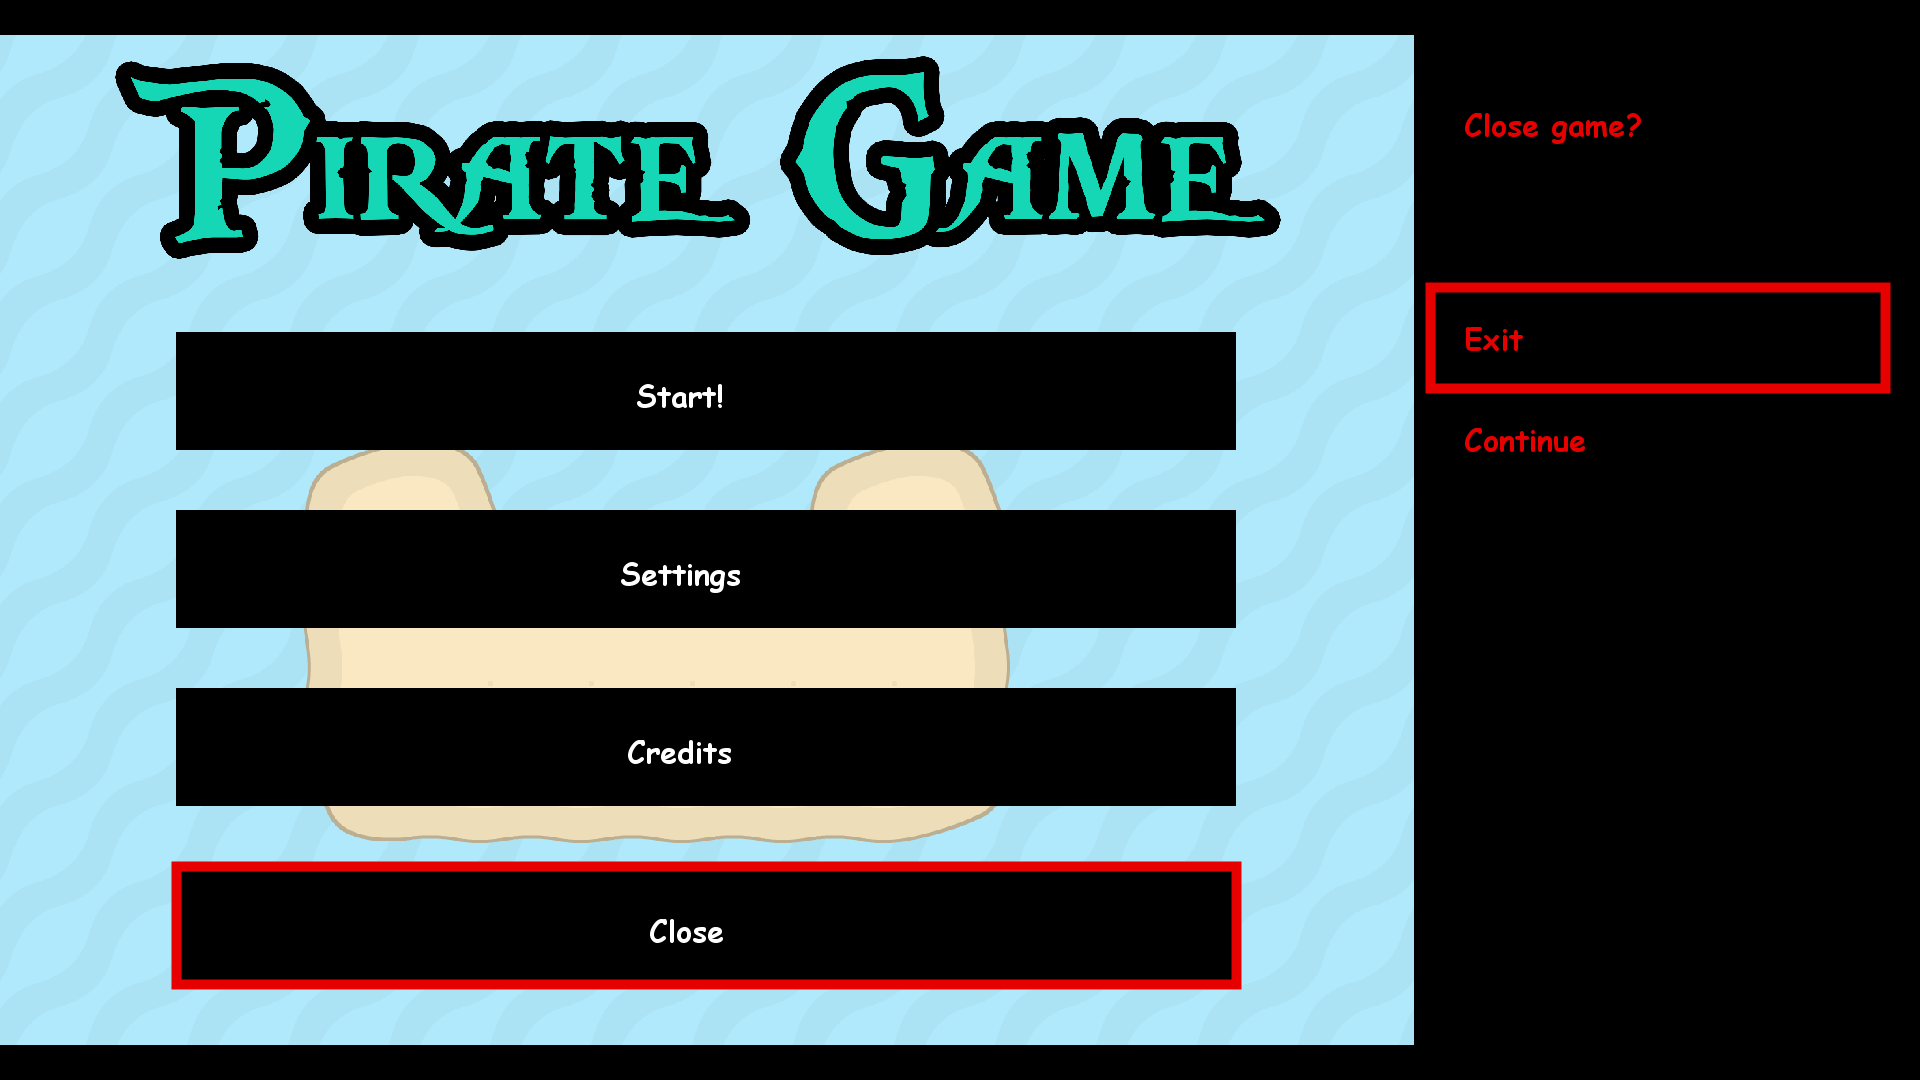 Pirate Game
Start!
Settings
Credits
Close
Close game?
Exit
Continue